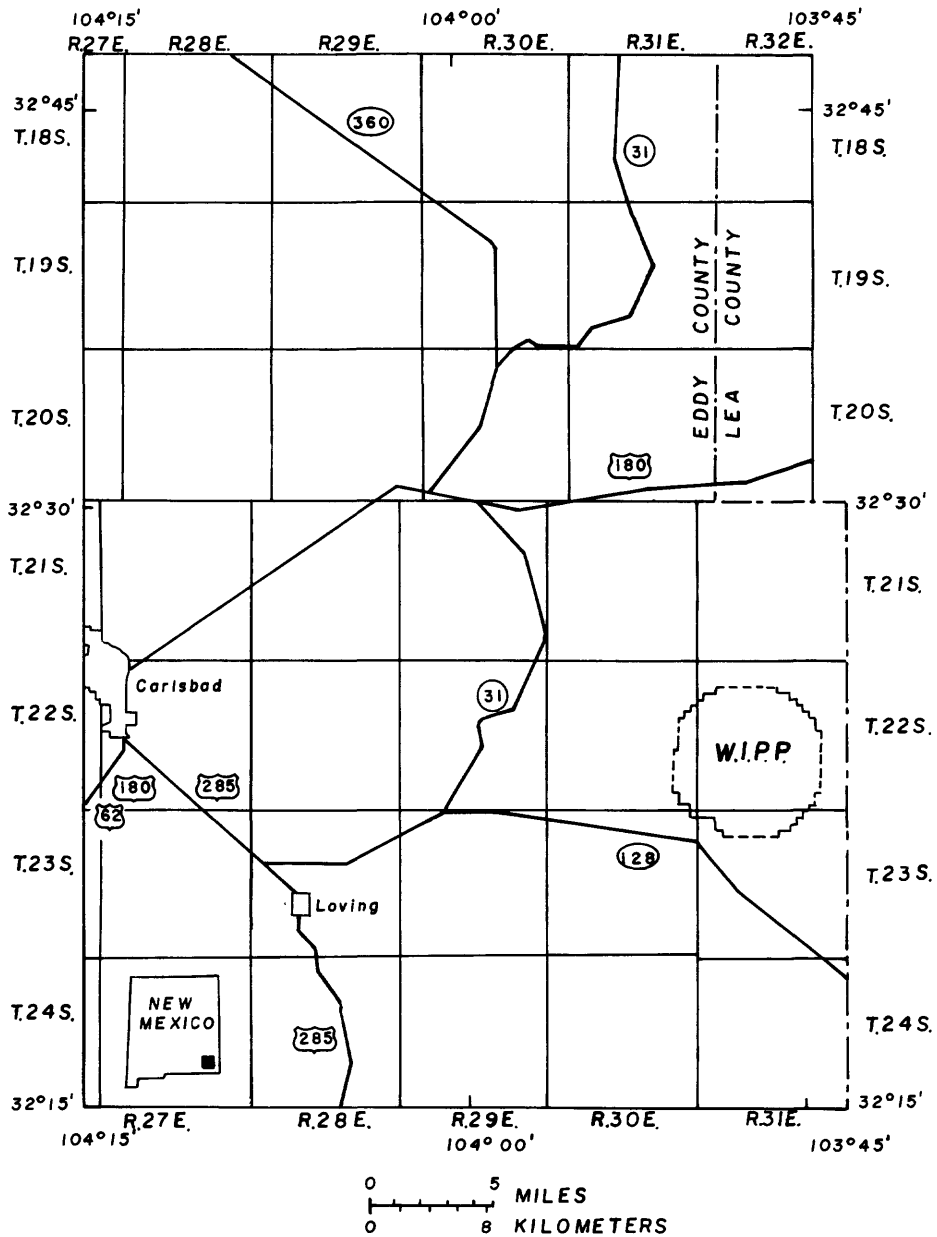 104°15' 104°00' 103°45'
R.27E. R.28E. R.29E. R.30E. R.31E. R.32E.
32°45' 32°45'
360
T.18S. 31 T.18S.
T.19S. COUNTY COUNTY T.19S.
T.20S. EDDY LEA T.20S.
180
32°30' 32°30'
T.21S. T.21S.
Carlsbad
31
T.22S. T.22S.
W.I.P.P.
180 285
62
T.23S. 128 T.23S.
Loving
NEW
MEXICO
T.24S. T.24S.
285
32°15' 32°15'
R.27E. R.28E. R.29E. R.30E. R.31E.
104°15' 104°00' 103°45'
0 5 MILES
0 8 KILOMETERS